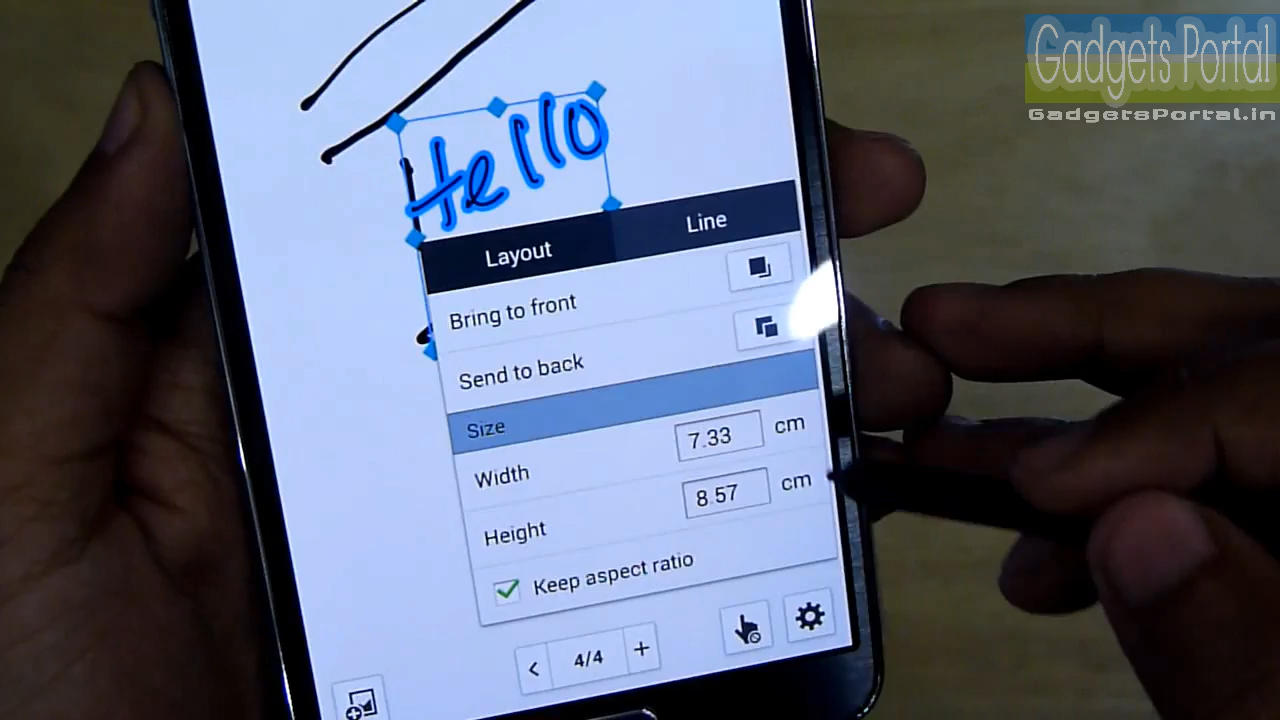 Gadgets Portal
GadgetsPortal.in
Hello
Layout
Line
Bring to front
Send to back
Size
Width 7.33 cm
Height 8.57 cm
Keep aspect ratio
< 4/4 +